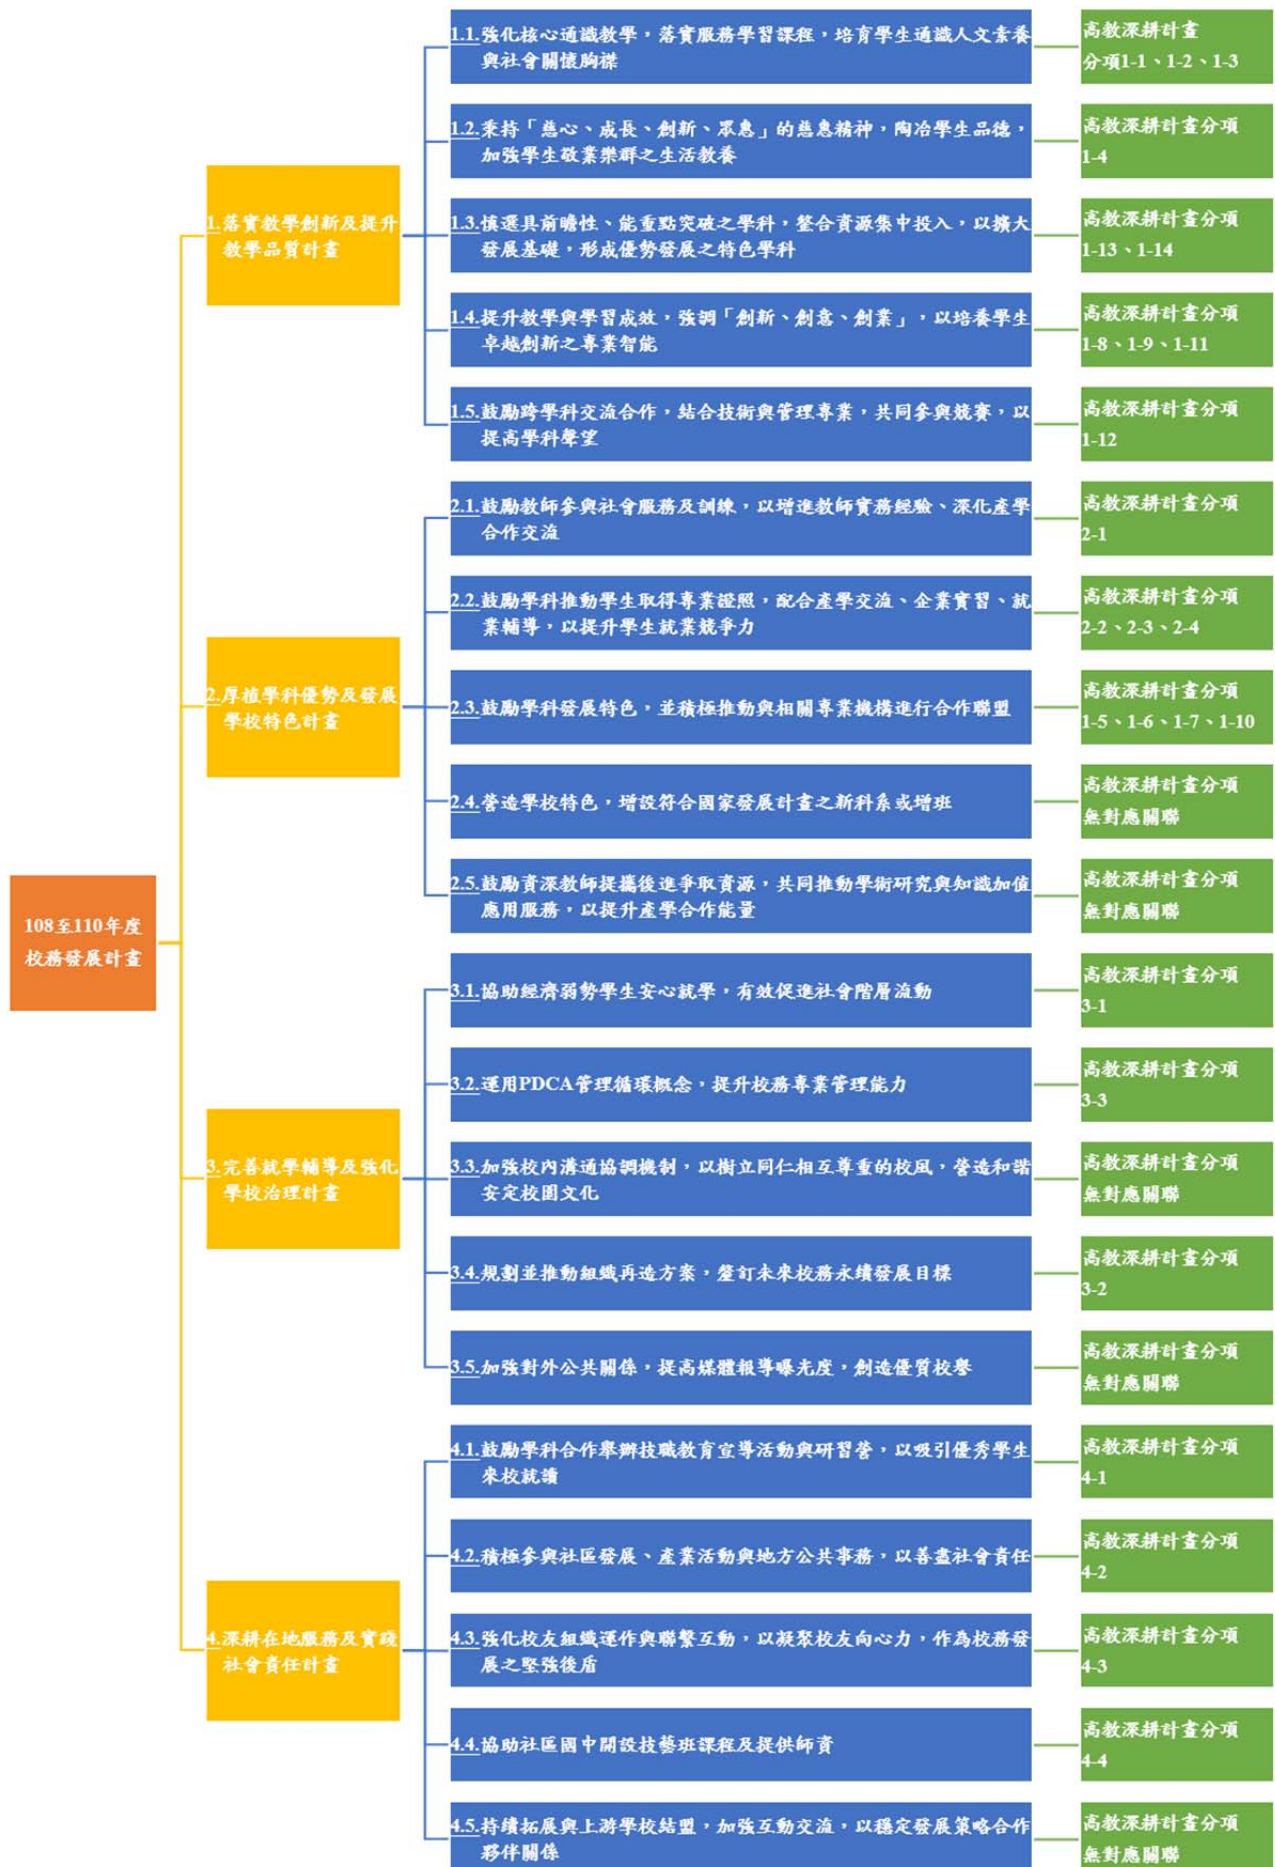 108至110年度
校務發展計畫
1.落實教學創新及提升
教學品質計畫
1.1.強化核心通識教學，落實服務學習課程，培育學生通識人文素養
與社會關懷胸襟
高教深耕計畫
分項1-1、1-2、1-3
1.2.秉持「慈心、成長、創新、眾惠」的慈惠精神，陶冶學生品德，
加強學生敬業樂群之生活教養
高教深耕計畫分項
1-4
1.3.慎選具前瞻性、能重點突破之學科，整合資源集中投入，以擴大
發展基礎，形成優勢發展之特色學科
高教深耕計畫分項
1-13、1-14
1.4.提升教學與學習成效，強調「創新、創意、創業」，以培養學生
卓越創新之專業智能
高教深耕計畫分項
1-8、1-9、1-11
1.5.鼓勵跨學科交流合作，結合技術與管理專業，共同參與競賽，以
提高學科聲望
高教深耕計畫分項
1-12
2.厚植學科優勢及發展
學校特色計畫
2.1.鼓勵教師參與社會服務及訓練，以增進教師實務經驗、深化產學
合作交流
高教深耕計畫分項
2-1
2.2.鼓勵學科推動學生取得專業證照，配合產學交流、企業實習、就
業輔導，以提升學生就業競爭力
高教深耕計畫分項
2-2、2-3、2-4
2.3.鼓勵學科發展特色，並積極推動與相關專業機構進行合作聯盟
高教深耕計畫分項
1-5、1-6、1-7、1-10
2.4.營造學校特色，增設符合國家發展計畫之新科系或增班
高教深耕計畫分項
無對應關聯
2.5.鼓勵資深教師提攜後進爭取資源，共同推動學術研究與知識加值
應用服務，以提升產學合作能量
高教深耕計畫分項
無對應關聯
3.完善就學輔導及強化
學校治理計畫
3.1.協助經濟弱勢學生安心就學，有效促進社會階層流動
高教深耕計畫分項
3-1
3.2.運用PDCA管理循環概念，提升校務專業管理能力
高教深耕計畫分項
3-3
3.3.加強校內溝通協調機制，以樹立同仁相互尊重的校風，營造和諧
安定校園文化
高教深耕計畫分項
無對應關聯
3.4.規劃並推動組織再造方案，釐訂未來校務永續發展目標
高教深耕計畫分項
3-2
3.5.加強對外公共關係，提高媒體報導曝光度，創造優質校譽
高教深耕計畫分項
無對應關聯
4.深耕在地服務及實踐
社會責任計畫
4.1.鼓勵學科合作舉辦技職教育宣導活動與研習營，以吸引優秀學生
來校就讀
高教深耕計畫分項
4-1
4.2.積極參與社區發展、產業活動與地方公共事務，以善盡社會責任
高教深耕計畫分項
4-2
4.3.強化校友組織運作與聯繫互動，以凝聚校友向心力，作為校務發
展之堅強後盾
高教深耕計畫分項
4-3
4.4.協助社區國中開設技藝班課程及提供師資
高教深耕計畫分項
4-4
4.5.持續拓展與上游學校結盟，加強互動交流，以穩定發展策略合作
夥伴關係
高教深耕計畫分項
無對應關聯